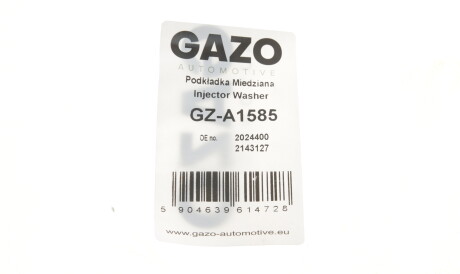 GAZO
AUTOMOTIVE
Podkładka Miedziana
Injector Washer
GZ-A1585
OE no. 2024400
2143127
5 904639 614728
www.gazo-automotive.eu